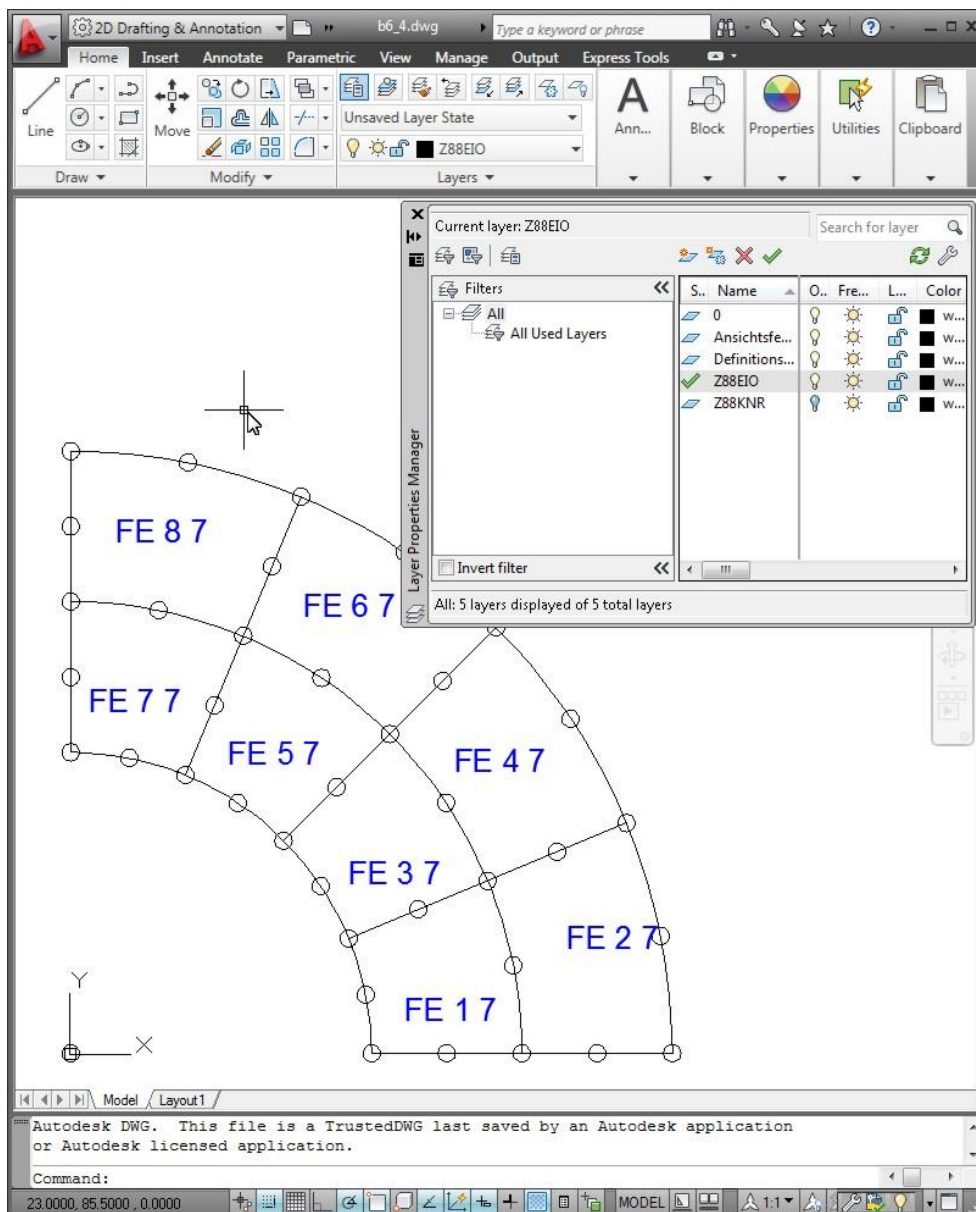 2D Drafting & Annotation b6_4.dwg Type a keyword or phrase
Home Insert Annotate Parametric View Manage Output Express Tools
Line
Move
Unsaved Layer State
Z88EIO
Ann...
Block
Properties
Utilities
Clipboard
Draw Modify Layers
Current layer: Z88EIO
Search for layer
Filters
All
All Used Layers
S.. Name O.. Fre... L... Color
0 w...
Ansichtsfe... w...
Definitions... w...
Z88EIO w...
Z88KNR w...
Invert filter
All: 5 layers displayed of 5 total layers
Layer Properties Manager
FE 8 7
FE 6 7
FE 7 7
FE 5 7
FE 4 7
FE 3 7
FE 2 7
FE 1 7
Y
X
Model Layout1
Autodesk DWG. This file is a TrustedDWG last saved by an Autodesk application
or Autodesk licensed application.
Command:
23.0000, 85.5000 , 0.0000 MODEL 1:1